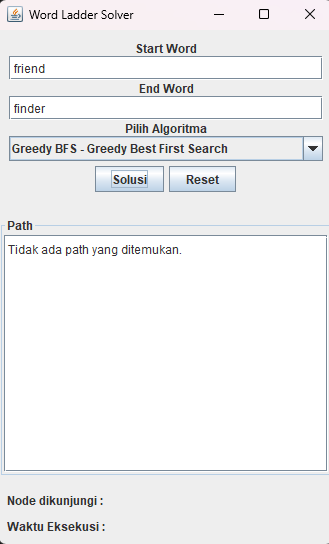 Word Ladder Solver
Start Word
friend
End Word
finder
Pilih Algoritma
Greedy BFS - Greedy Best First Search
Solusi Reset
Path
Tidak ada path yang ditemukan.
Node dikunjungi :
Waktu Eksekusi :